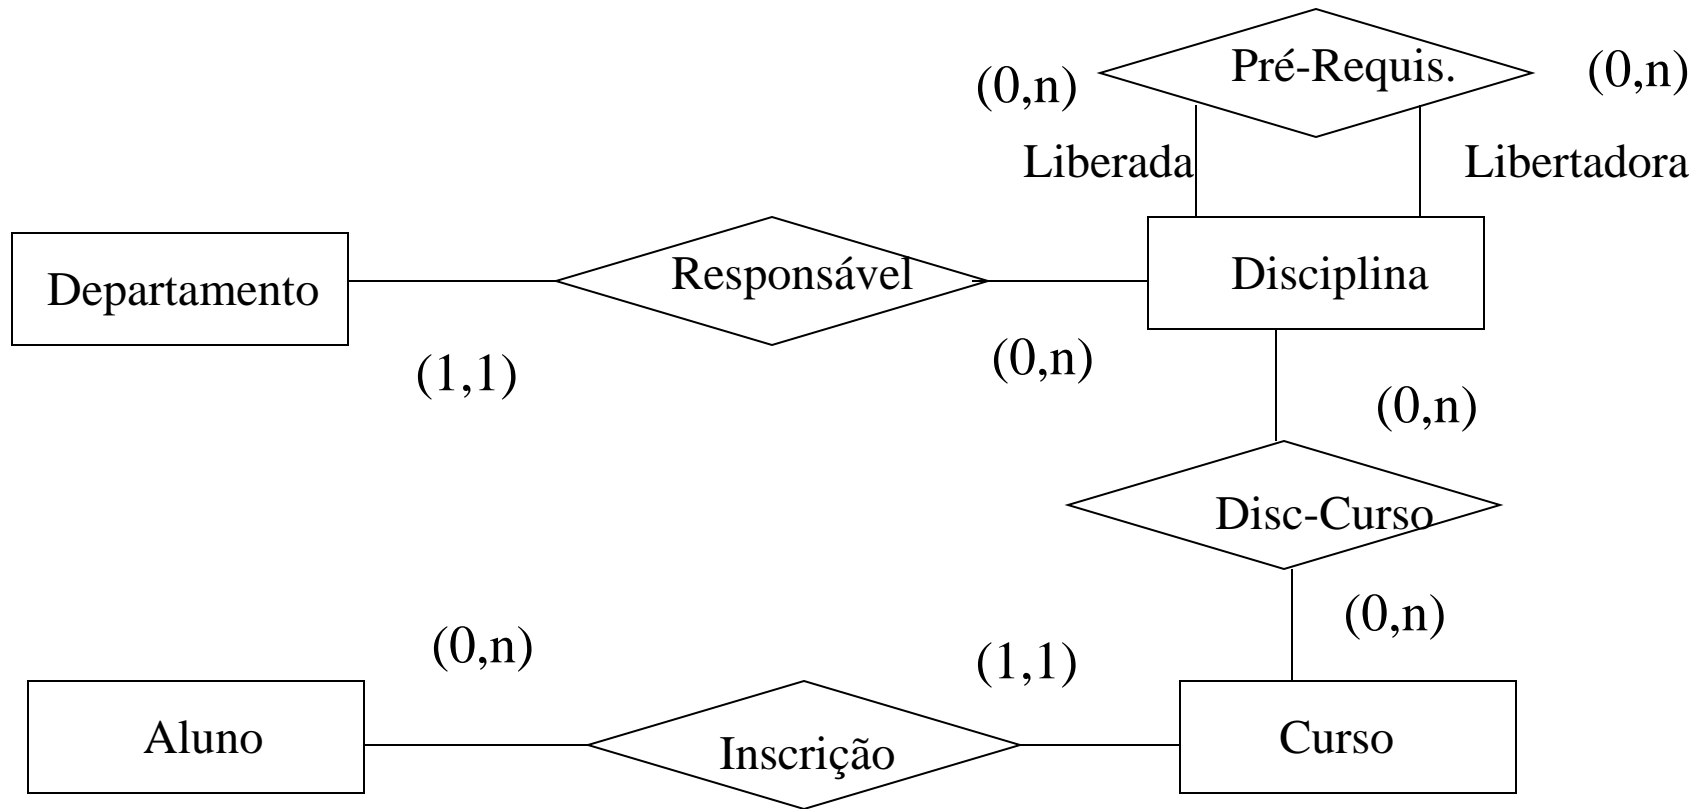 Pré-Requis.
(0,n)
(0,n)
Liberada
Libertadora
Departamento
Responsável
Disciplina
(1,1)
(0,n)
(0,n)
Disc-Curso
(0,n)
(0,n)
(1,1)
Aluno
Inscrição
Curso